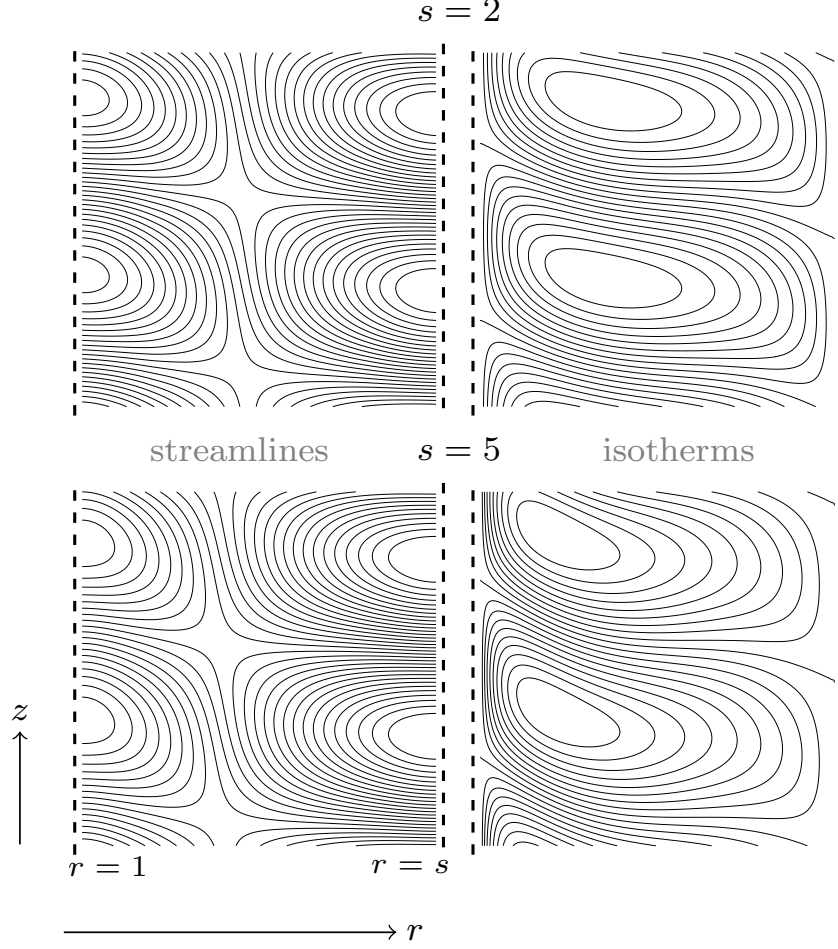 s = 2
streamlines
s = 5
isotherms
z
r = 1
r = s
r